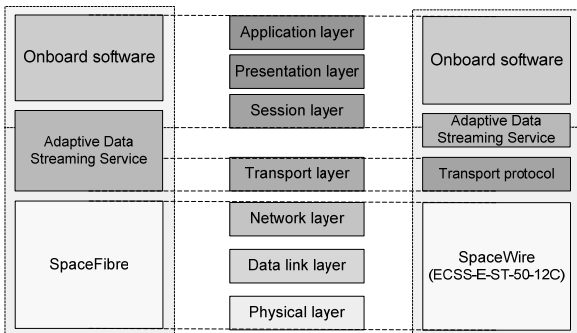 Onboard software
Adaptive Data
Streaming Service
SpaceFibre
Application layer
Presentation layer
Session layer
Transport layer
Network layer
Data link layer
Physical layer
Onboard software
Adaptive Data
Streaming Service
Transport protocol
SpaceWire
(ECSS-E-ST-50-12C)